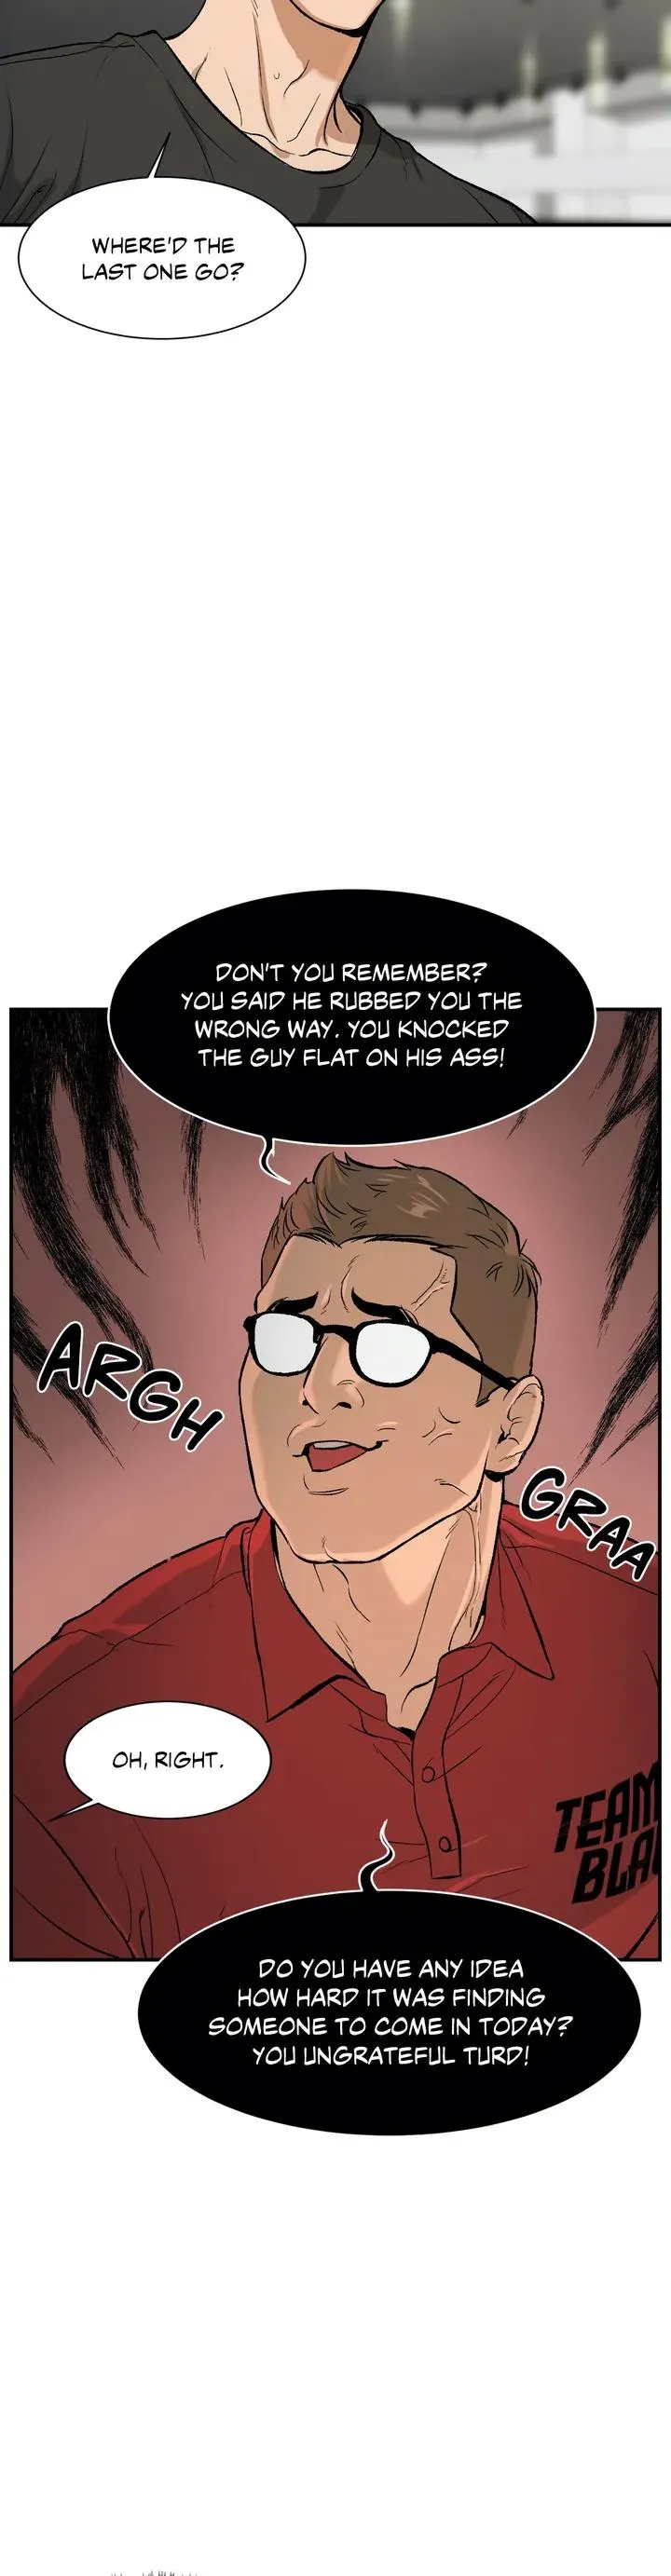 WHERE'D THE
LAST ONE GO?
DON'T YOU REMEMBER?
YOU SAID HE RUBBED YOU THE
WRONG WAY. YOU KNOCKED
THE GUY FLAT ON HIS ASS!
ARGH
GRAA
OH, RIGHT.
TEAM
BLA
DO YOU HAVE ANY IDEA
HOW HARD IT WAS FINDING
SOMEONE TO COME IN TODAY?
YOU UNGRATEFUL TURD!